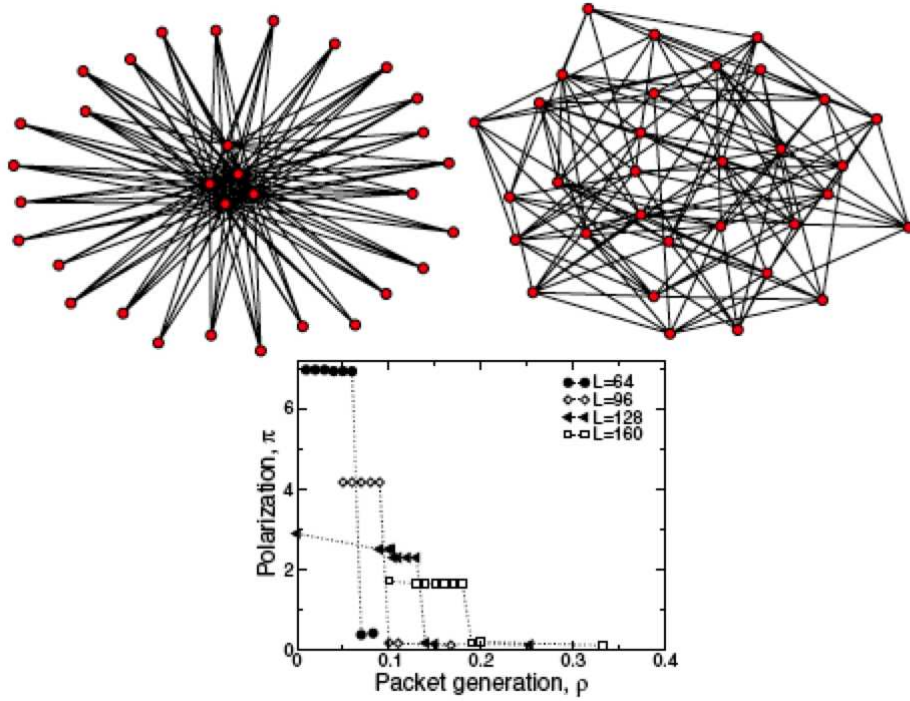 6
4
2
0
0
0.1
0.2
0.3
0.4
Polarization, π
Packet generation, ρ
L=64
L=96
L=128
L=160